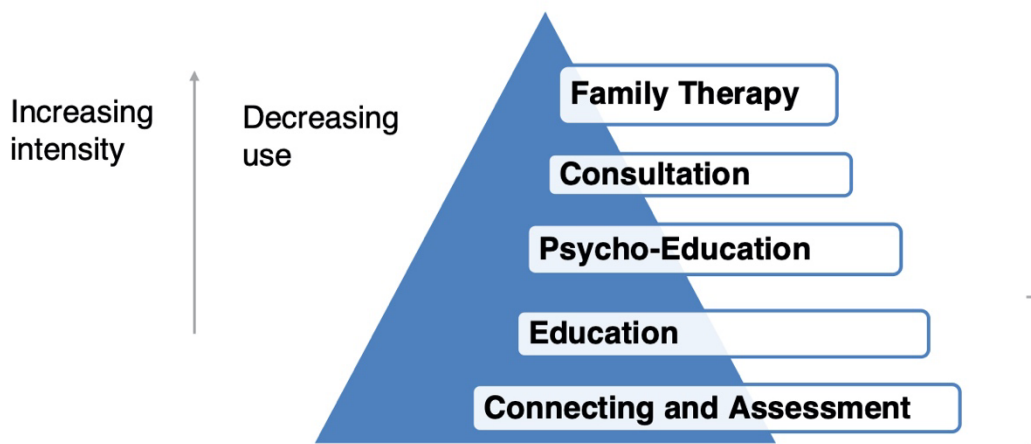 Increasing
intensity
Decreasing
use
Family Therapy
Consultation
Psycho-Education
Education
Connecting and Assessment